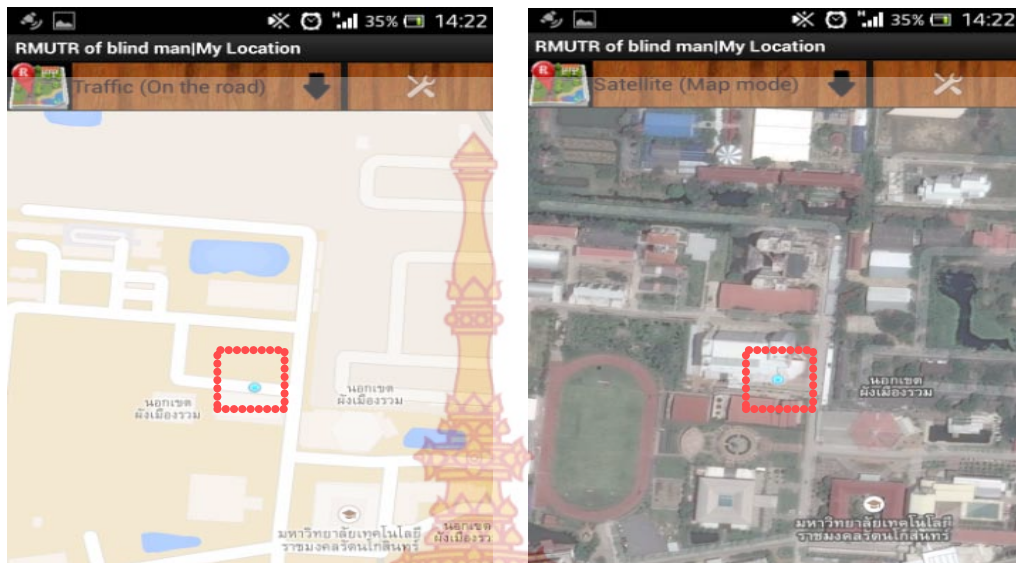 H 35% 14:22
RMUTR of blind man|My Location
Traffic (On the road)
นอกเขต
ผังเมืองรวม
นอกเขต
ผังเมืองรวม
มหาวิทยาลัยเทคโนโลยี
ราชมงคลรัตนโกสินทร์
นอกเขต
ผังเมืองรว
H 35% 14:22
RMUTR of blind man|My Location
Satellite (Map mode)
นอกเขต
ผังเมืองรวม
มหาวิทยาลัยเทคโนโลยี
ราชมงคลรัตนโกสินทร์